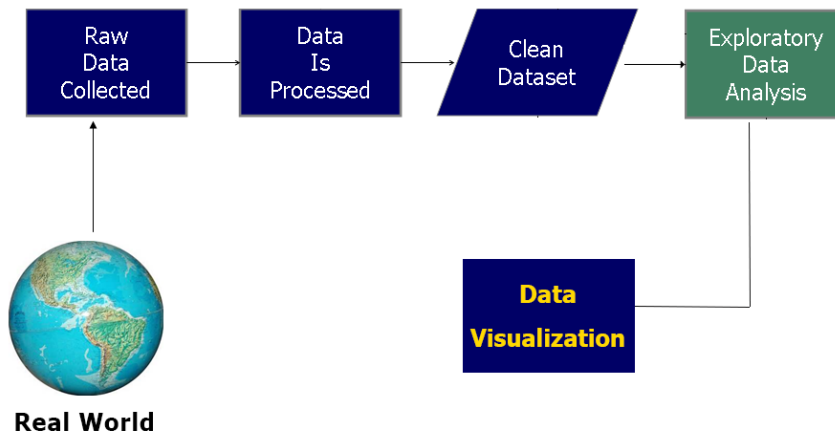 Raw
Data
Collected
Data
Is
Processed
Clean
Dataset
Exploratory
Data
Analysis
Data
Visualization
Real World